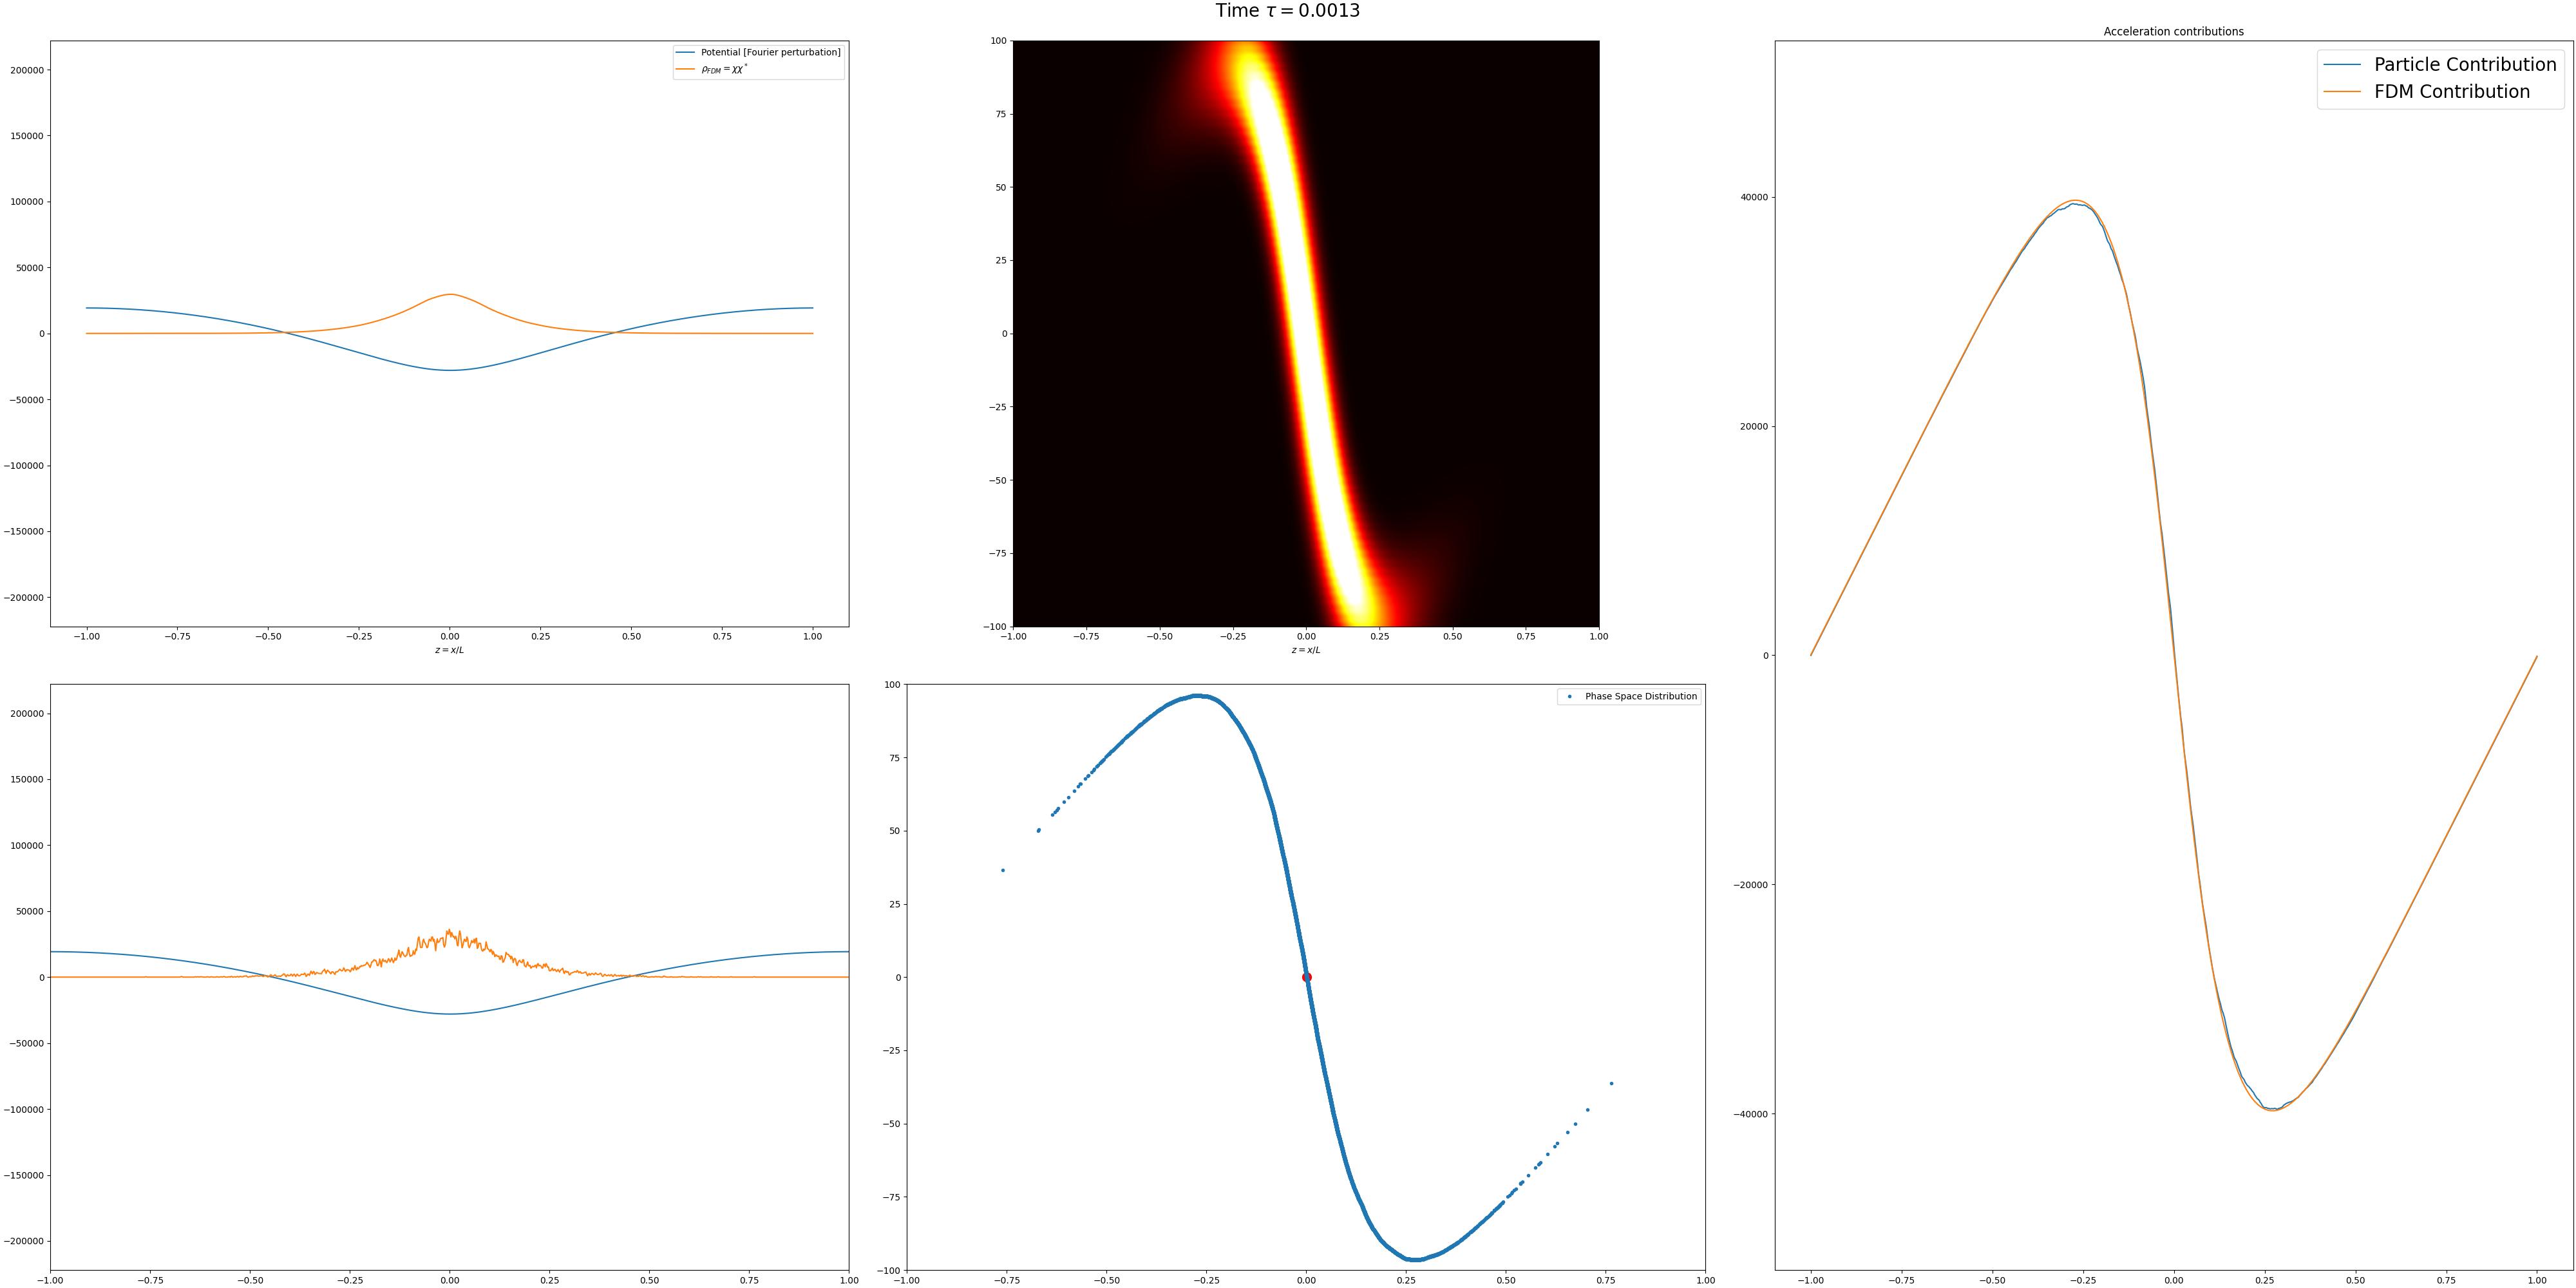 Time τ = 0.0013
Potential [Fourier perturbation]
ρFDM = χχ*
200000
150000
100000
50000
0
−50000
−100000
−150000
−200000
−1.00 −0.75 −0.50 −0.25 0.00 0.25 0.50 0.75 1.00
z = x/L
100
75
50
25
0
−25
−50
−75
−100
−1.00 −0.75 −0.50 −0.25 0.00 0.25 0.50 0.75 1.00
z = x/L
Acceleration contributions
Particle Contribution
FDM Contribution
40000
20000
0
−20000
−40000
−1.00 −0.75 −0.50 −0.25 0.00 0.25 0.50 0.75 1.00
200000
150000
100000
50000
0
−50000
−100000
−150000
−200000
−1.00 −0.75 −0.50 −0.25 0.00 0.25 0.50 0.75 1.00
Phase Space Distribution
100
75
50
25
0
−25
−50
−75
−100
−1.00 −0.75 −0.50 −0.25 0.00 0.25 0.50 0.75 1.00